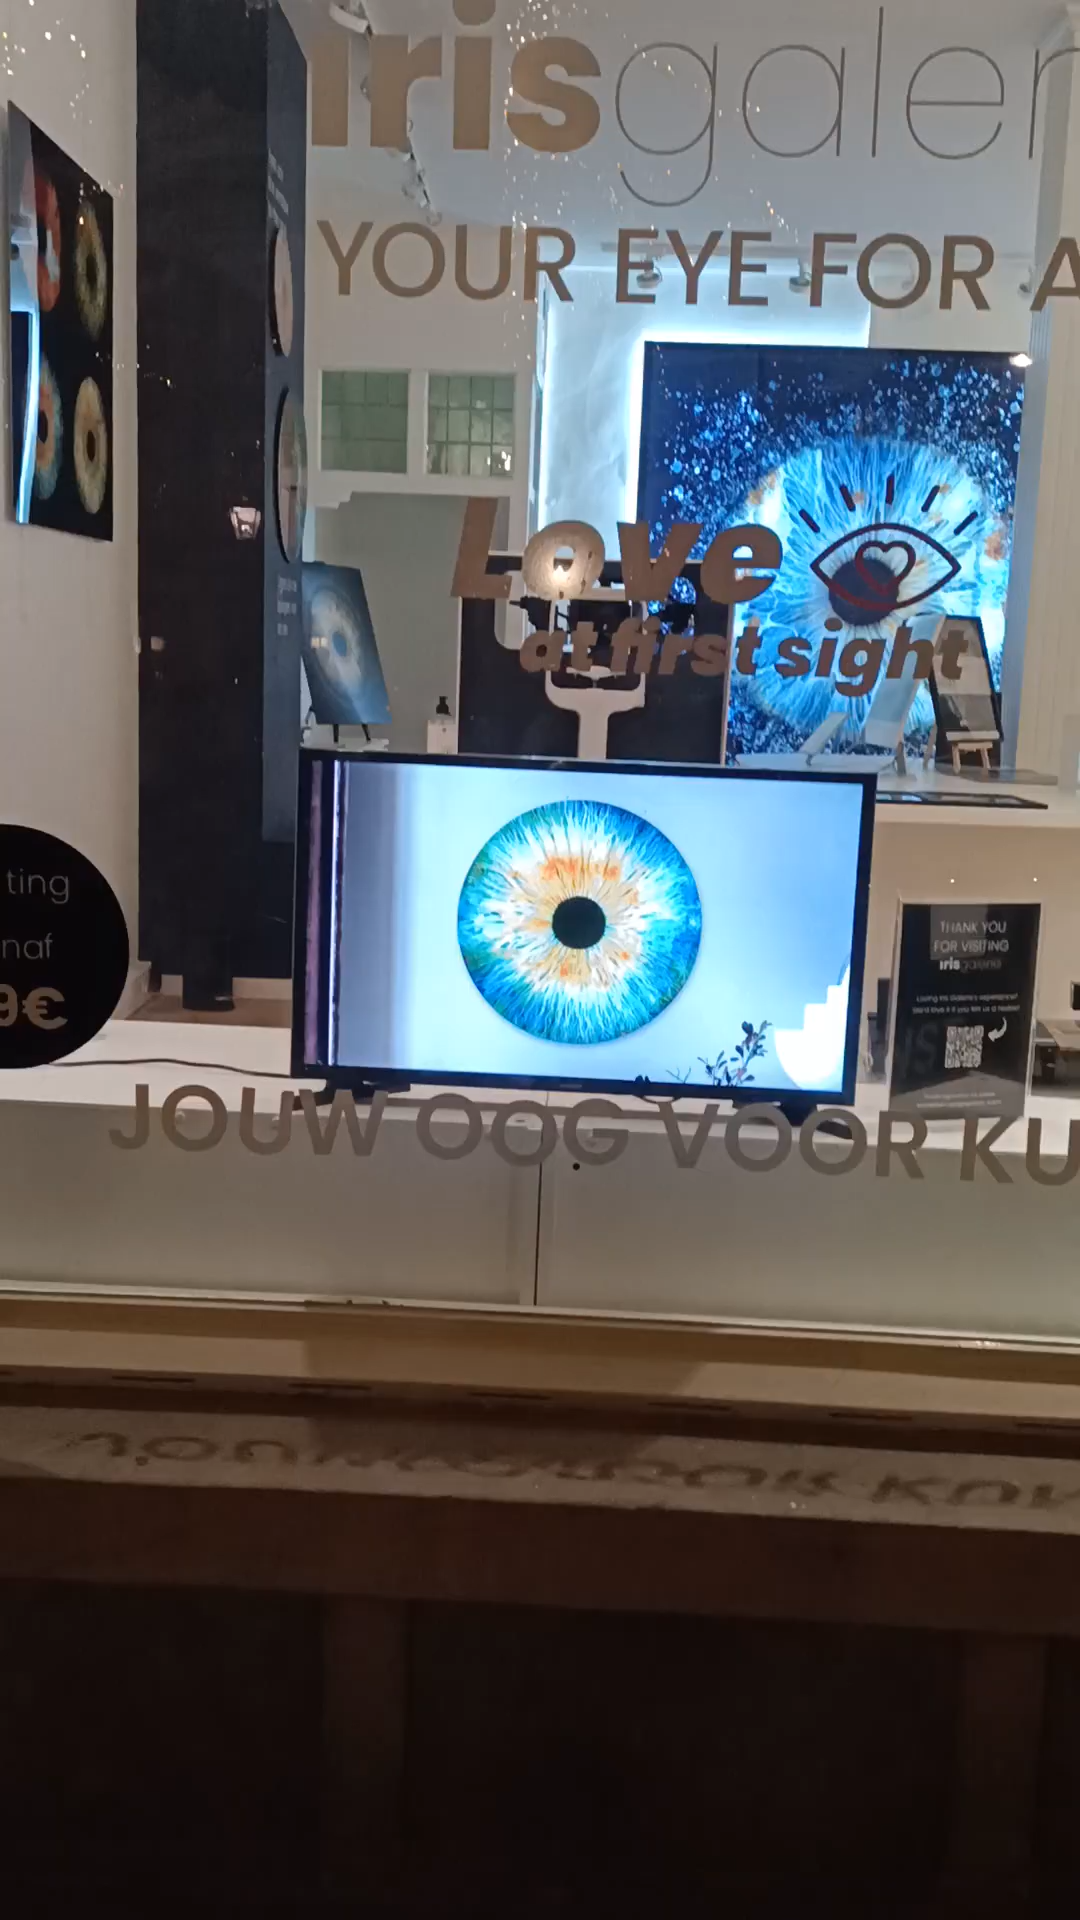 irisgaler
YOUR EYE FOR A
Love
at first sight
ting
naf
9€
THANK YOU
FOR VISITING
irisgalerie
JOUW OOG VOOR KU